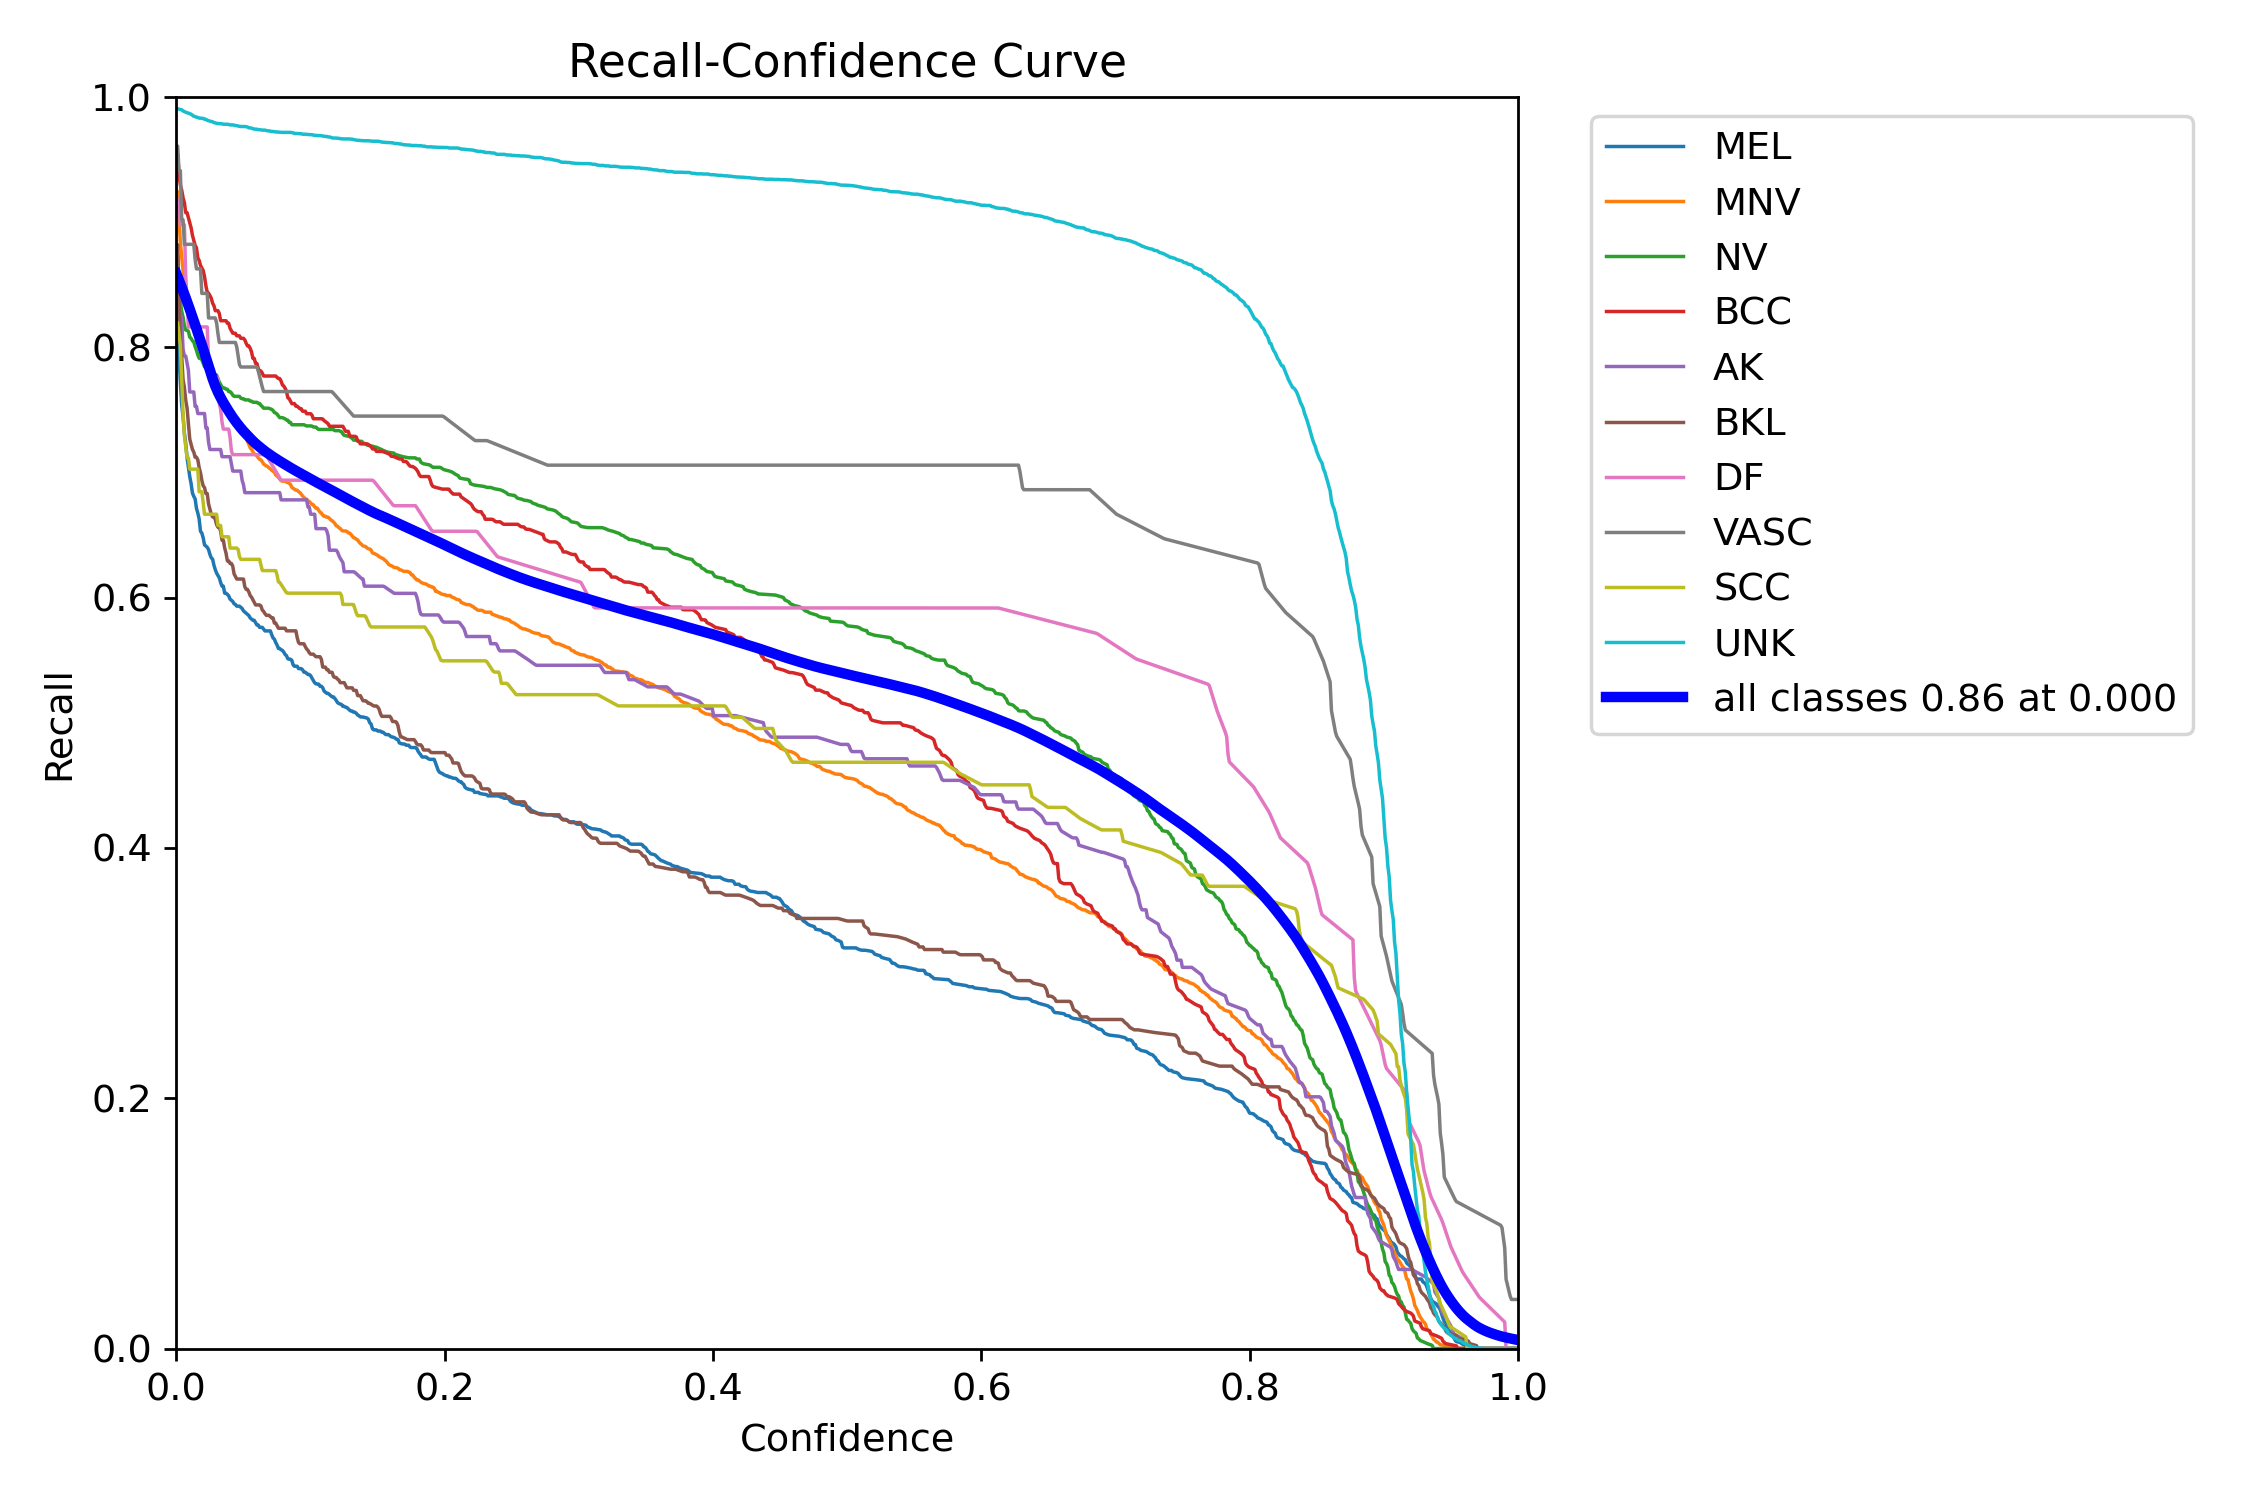 Recall-Confidence Curve
1.0
0.8
0.6
0.4
0.2
0.0
Recall
0.0 0.2 0.4 0.6 0.8 1.0
Confidence
MEL
MNV
NV
BCC
AK
BKL
DF
VASC
SCC
UNK
all classes 0.86 at 0.000